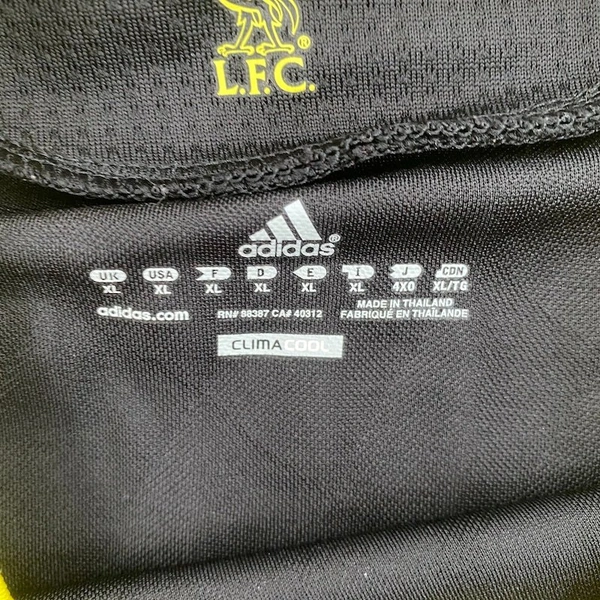 ®
L.F.C.
adidas®
UK USA F D E I J CDN
XL XL XL XL XL XL 4XO XL/TG
adidas.com RN# 88387 CA# 40312 MADE IN THAILAND
FABRIQUÉ EN THAÏLANDE
CLIMACOOL